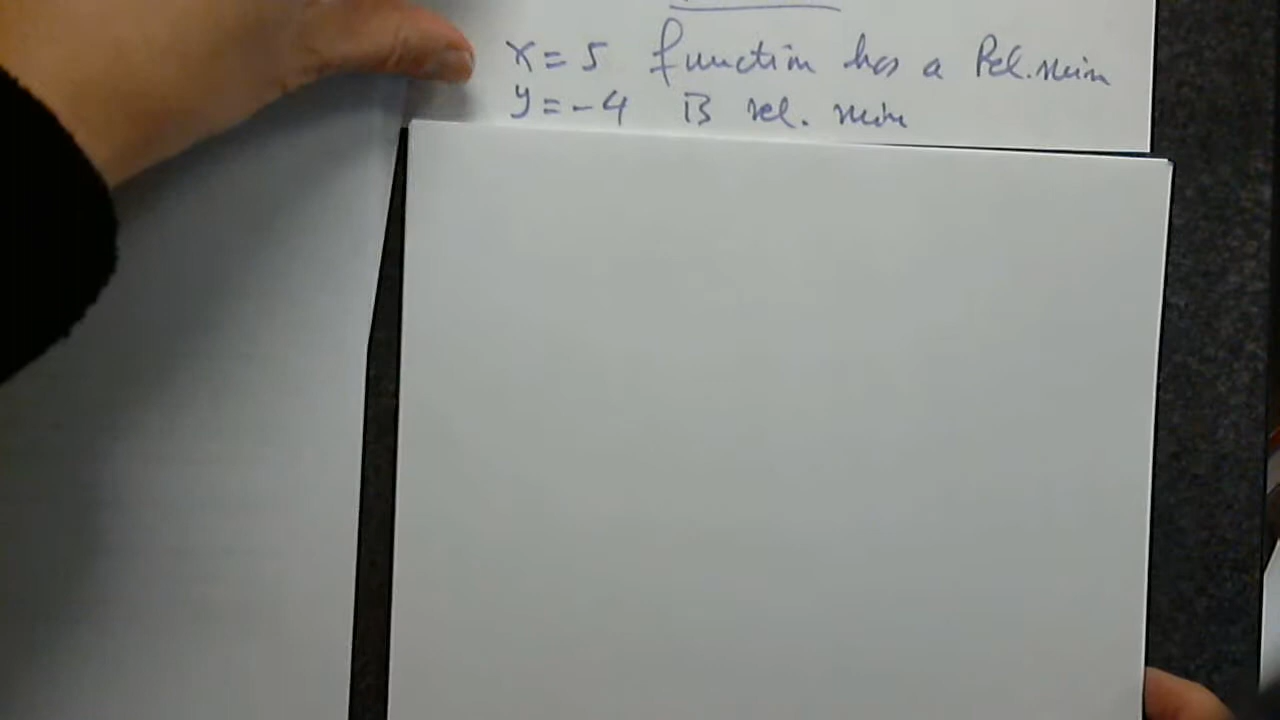 x = 5 function has a Rel. min
y = -4 is rel. min